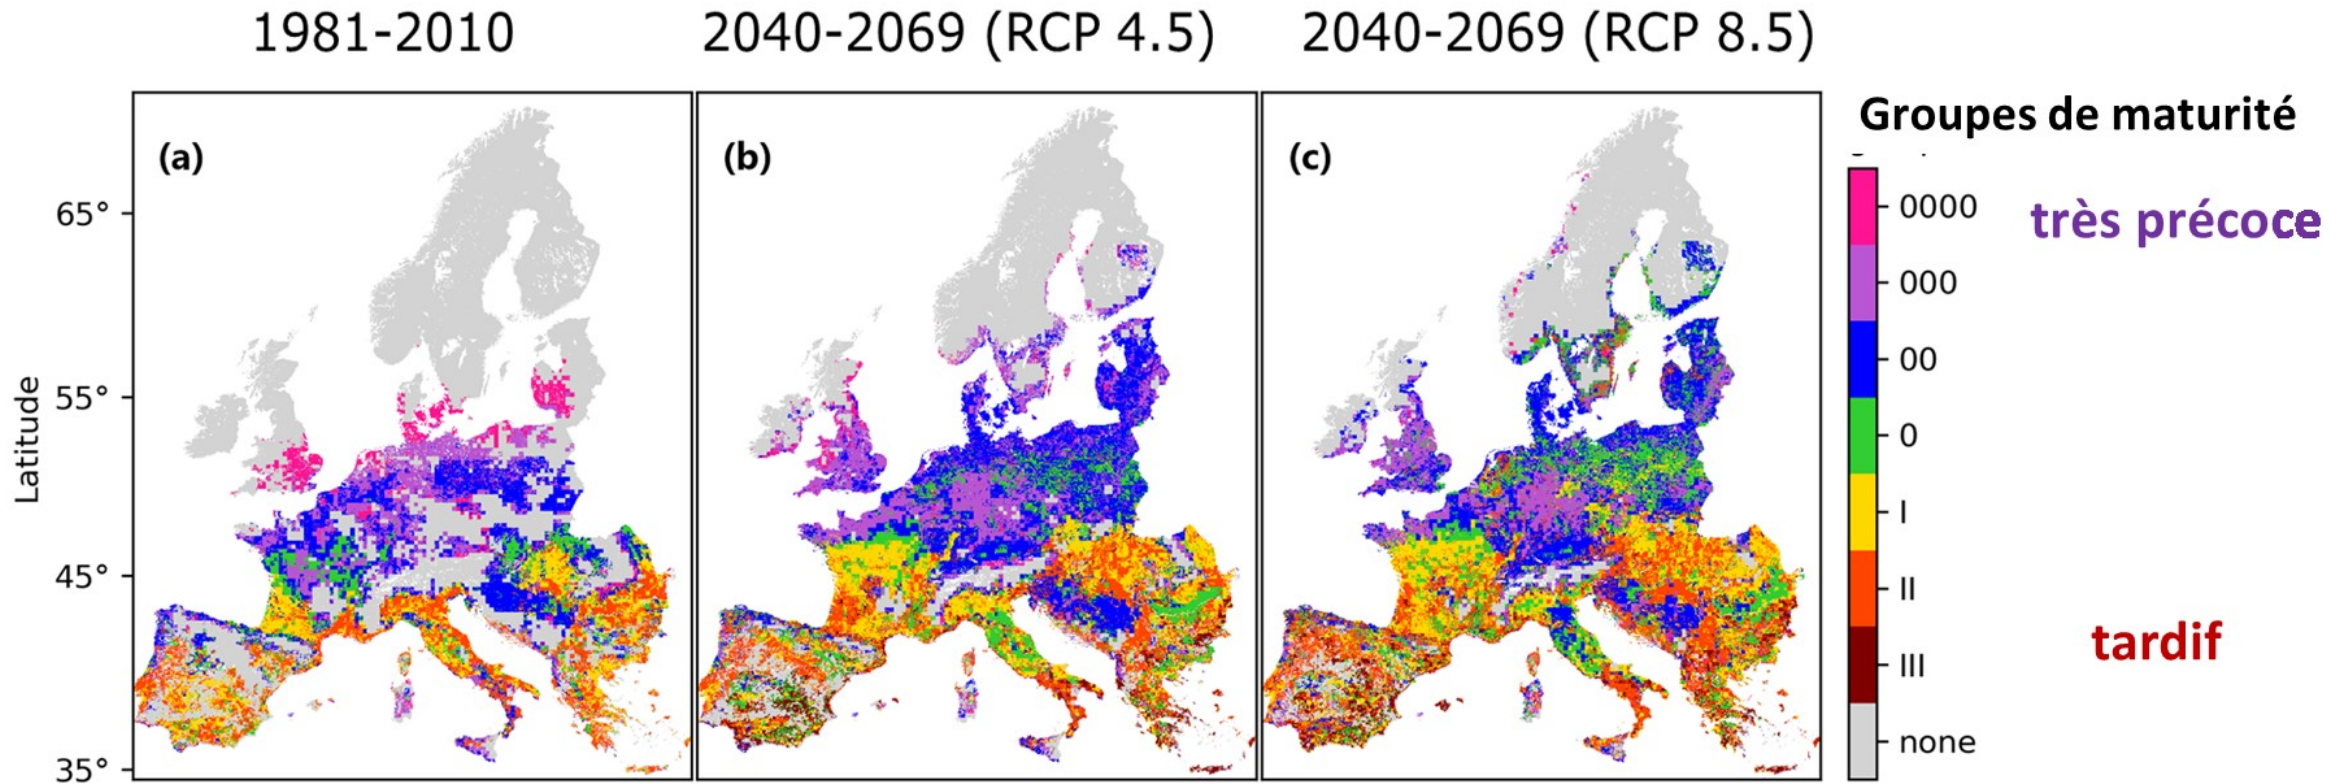 1981-2010
2040-2069 (RCP 4.5)
2040-2069 (RCP 8.5)
(a)
(b)
(c)
Latitude
65°
55°
45°
35°
Groupes de maturité
0000
000
00
0
I
II
III
none
très précoce
tardif